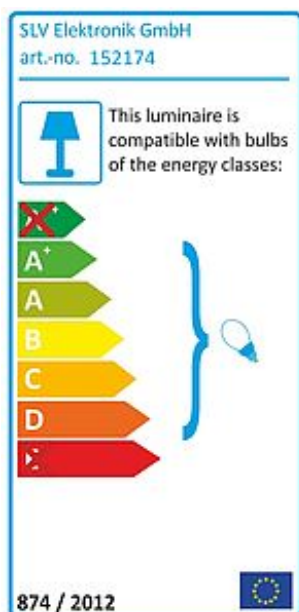 SLV Elektronik GmbH
art.-no. 152174
This luminaire is
compatible with bulbs
of the energy classes:
A⁺
A
B
C
D
874 / 2012